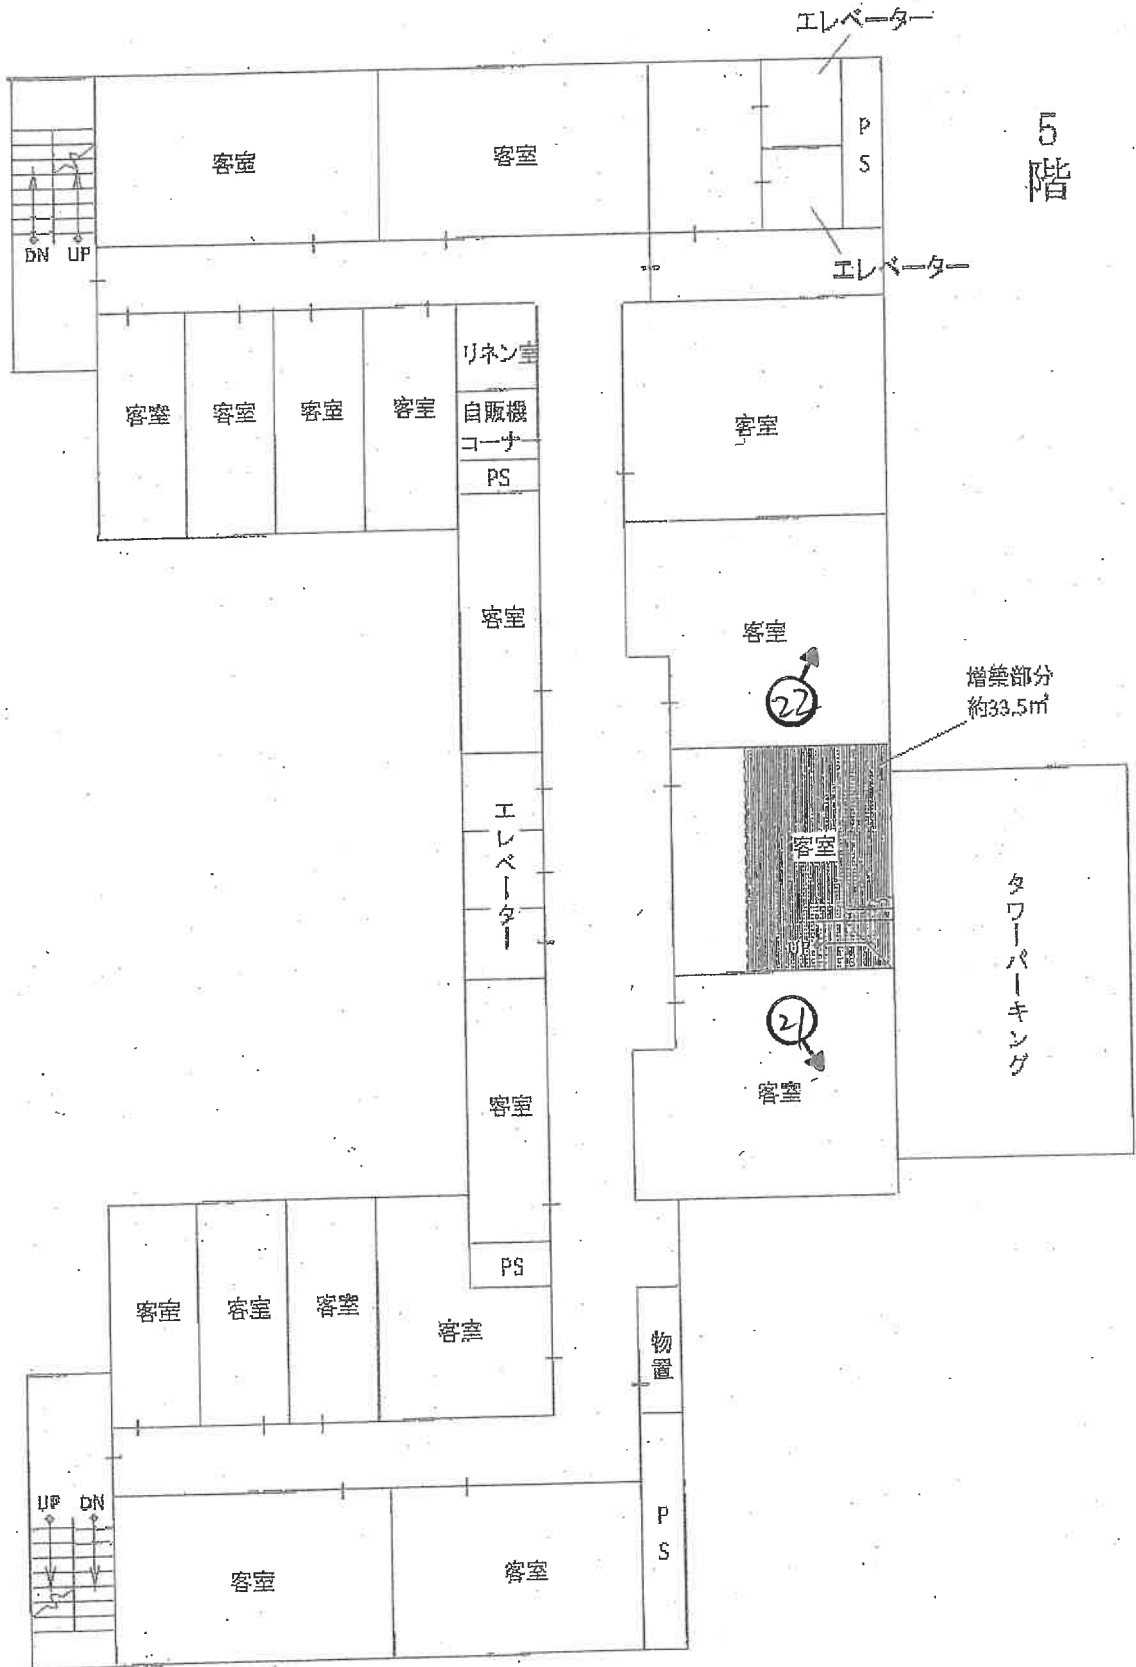 エレベーター
5
階
P
S
客室
客室
DN UP
エレベーター
リネン室
客室
客室
客室
客室
自販機
コーナー
PS
客室
客室
客室
22
増築部分
約33.5㎡
エレベーター
客室
UP
タワーパーキング
21
客室
客室
PS
客室
客室
客室
客室
物置
UP DN
P
S
客室
客室